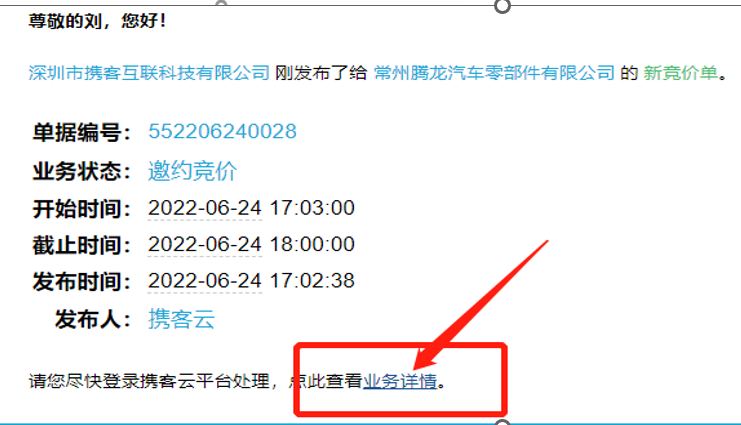 尊敬的刘，您好！
深圳市携客互联科技有限公司 刚发布了给 常州腾龙汽车零部件有限公司 的 新竞价单。
单据编号： 552206240028
业务状态： 邀约竞价
开始时间： 2022-06-24 17:03:00
截止时间： 2022-06-24 18:00:00
发布时间： 2022-06-24 17:02:38
发布人： 携客云
请您尽快登录携客云平台处理，点此查看业务详情。